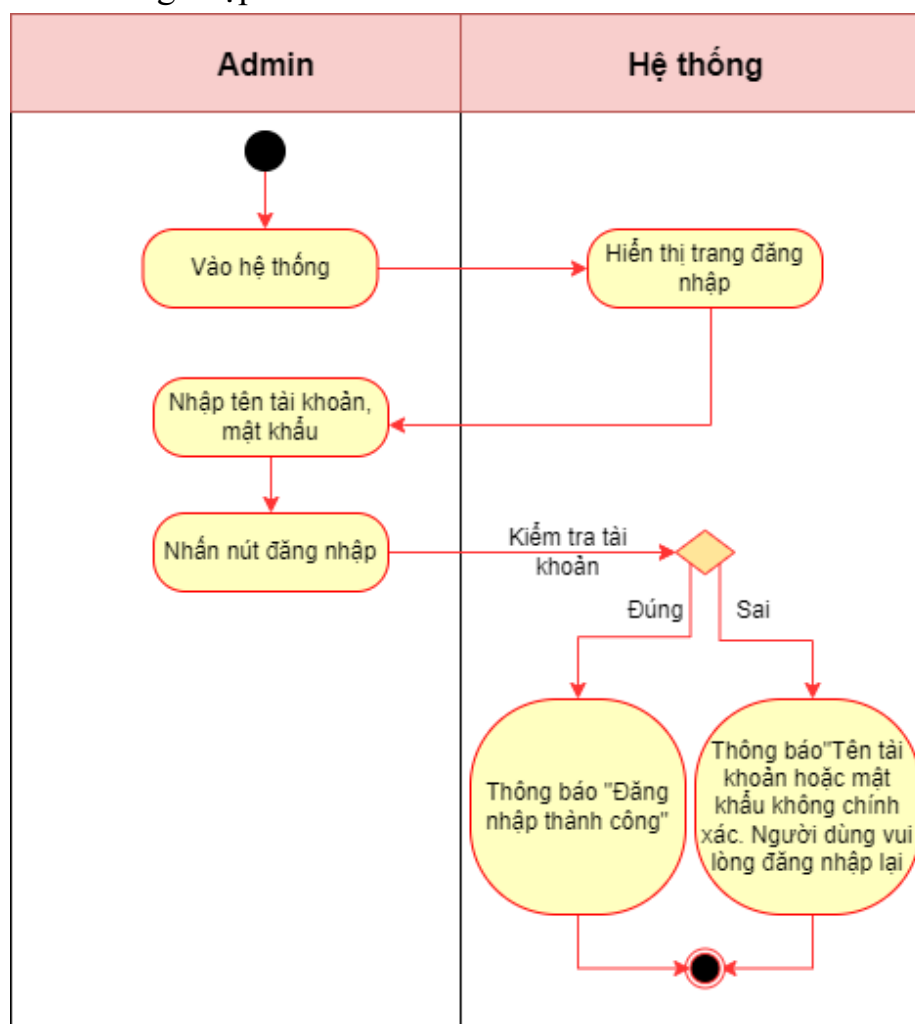 Admin
Hệ thống
Vào hệ thống
Hiển thị trang đăng
nhập
Nhập tên tài khoản,
mật khẩu
Nhấn nút đăng nhập
Kiểm tra tài
khoản
Đúng
Sai
Thông báo "Đăng
nhập thành công"
Thông báo"Tên tài
khoản hoặc mật
khẩu không chính
xác. Người dùng vui
lòng đăng nhập lại